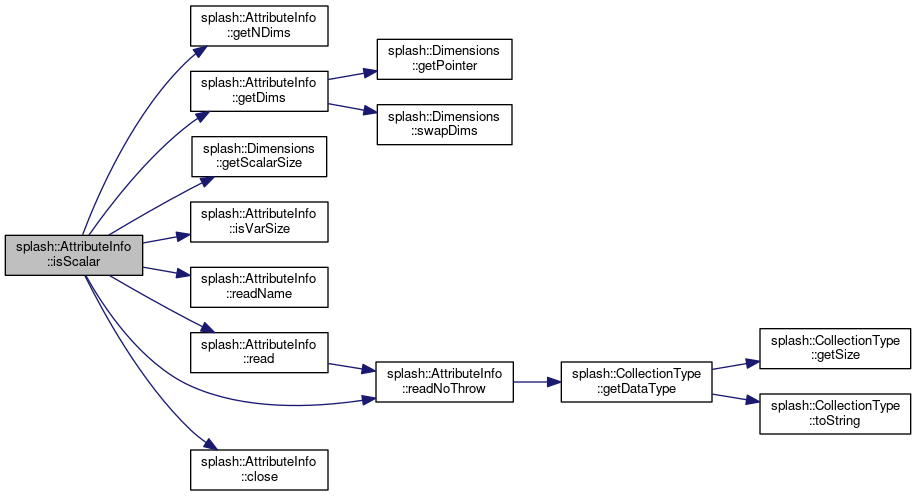 splash::AttributeInfo
::getNDims
splash::AttributeInfo
::getDims
splash::Dimensions
::getPointer
splash::Dimensions
::swapDims
splash::Dimensions
::getScalarSize
splash::AttributeInfo
::isScalar
splash::AttributeInfo
::isVarSize
splash::AttributeInfo
::readName
splash::AttributeInfo
::read
splash::AttributeInfo
::readNoThrow
splash::CollectionType
::getDataType
splash::CollectionType
::getSize
splash::CollectionType
::toString
splash::AttributeInfo
::close